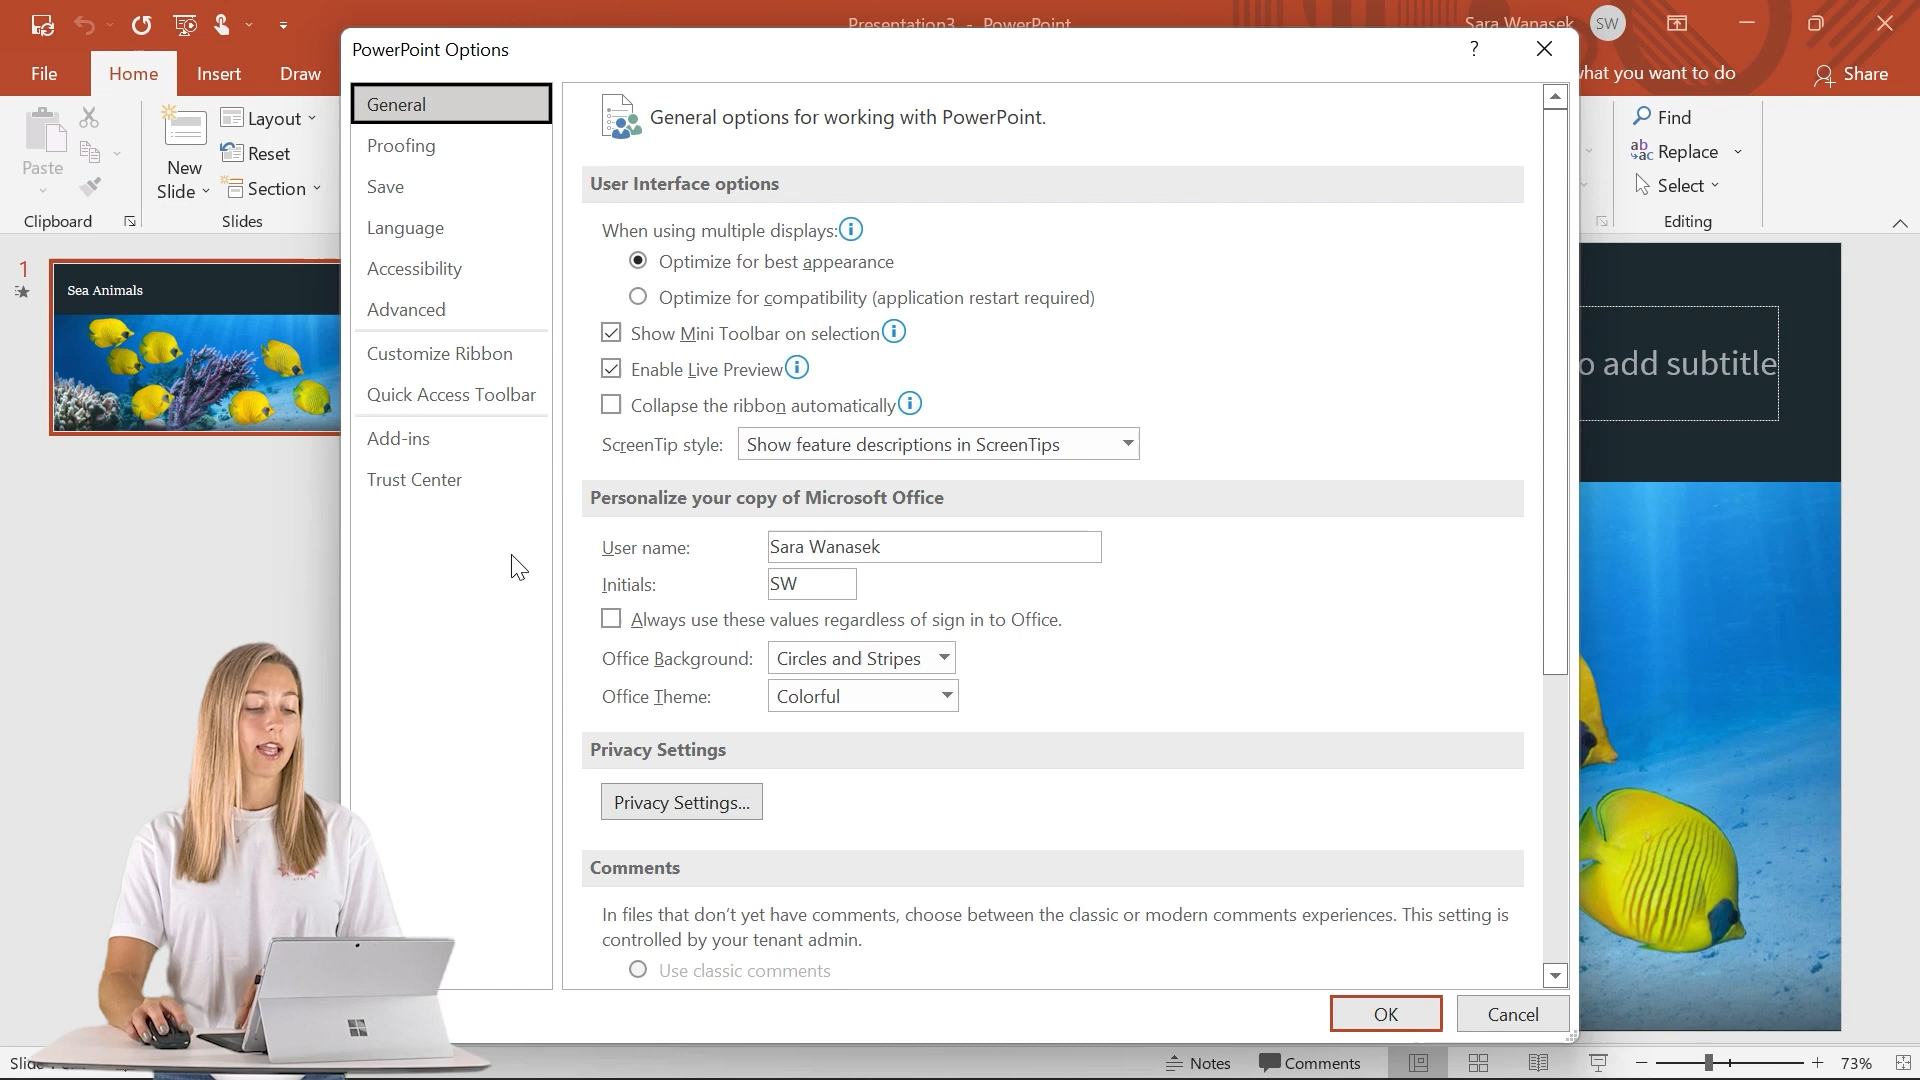 Presentation3 - PowerPoint
Sara Wanasek
SW
PowerPoint Options
?
File
Home
Insert
Draw
what you want to do
Share
Paste
New
Slide
Layout
Reset
Section
Clipboard
Slides
Find
Replace
Select
Editing
1
Sea Animals
General
Proofing
Save
Language
Accessibility
Advanced
Customize Ribbon
Quick Access Toolbar
Add-ins
Trust Center
General options for working with PowerPoint.
User Interface options
When using multiple displays:
Optimize for best appearance
Optimize for compatibility (application restart required)
Show Mini Toolbar on selection
Enable Live Preview
Collapse the ribbon automatically
ScreenTip style: Show feature descriptions in ScreenTips
Personalize your copy of Microsoft Office
User name: Sara Wanasek
Initials: SW
Always use these values regardless of sign in to Office.
Office Background: Circles and Stripes
Office Theme: Colorful
Privacy Settings
Privacy Settings...
Comments
In files that don't yet have comments, choose between the classic or modern comments experiences. This setting is
controlled by your tenant admin.
Use classic comments
OK
Cancel
o add subtitle
Notes
Comments
73%